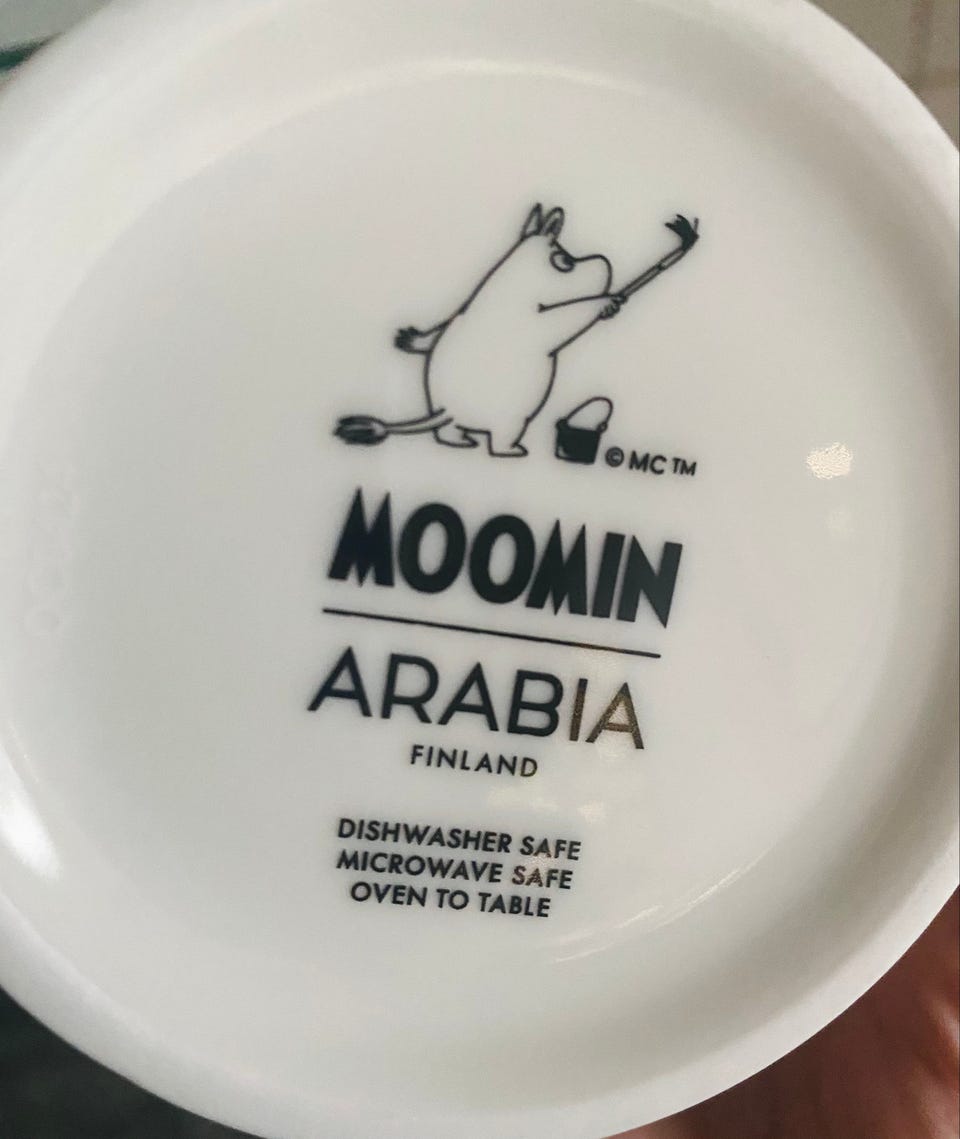 © MC ™
MOOMIN
ARABIA
FINLAND
DISHWASHER SAFE
MICROWAVE SAFE
OVEN TO TABLE